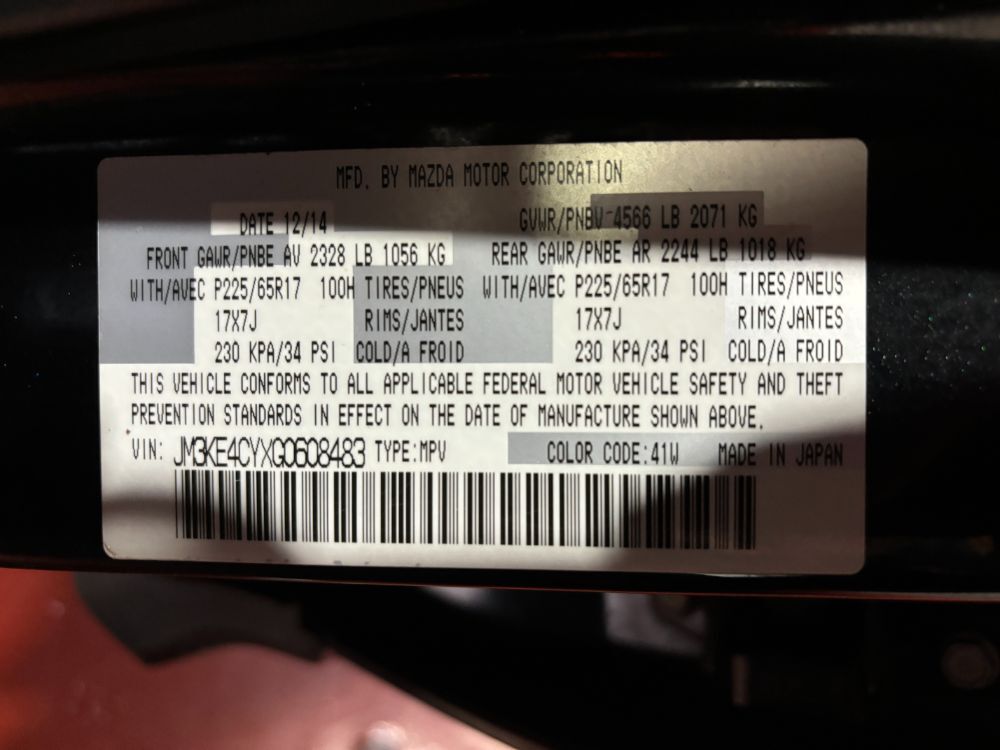 MFD. BY MAZDA MOTOR CORPORATION
DATE 12/14 GVWR/PNBV 4566 LB 2071 KG
FRONT GAWR/PNBE AV 2328 LB 1056 KG REAR GAWR/PNBE AR 2244 LB 1018 KG
WITH/AVEC P225/65R17 100H TIRES/PNEUS WITH/AVEC P225/65R17 100H TIRES/PNEUS
17X7J RIMS/JANTES 17X7J RIMS/JANTES
230 KPA/34 PSI COLD/A FROID 230 KPA/34 PSI COLD/A FROID
THIS VEHICLE CONFORMS TO ALL APPLICABLE FEDERAL MOTOR VEHICLE SAFETY AND THEFT
PREVENTION STANDARDS IN EFFECT ON THE DATE OF MANUFACTURE SHOWN ABOVE.
VIN: JM3KE4CYXG0608483 TYPE:MPV COLOR CODE:41W MADE IN JAPAN